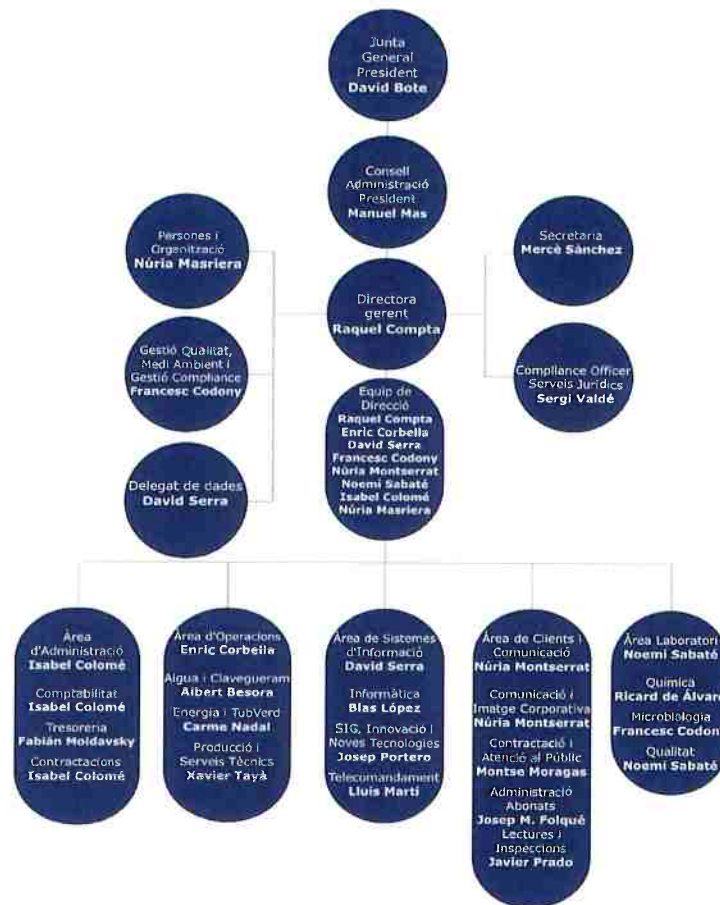 Junta
General
President
David Bote
Consell
Administració
President
Manuel Mas
Persones i
Organització
Núria Masriera
Secretaria
Mercè Sànchez
Directora
gerent
Raquel Compta
Gestió Qualitat,
Medi Ambient i
Gestió Compliance
Francesc Codony
Compliance Officer
Serveis Jurídics
Sergi Valdé
Delegat de dades
David Serra
Equip de
Direcció
Raquel Compta
Enric Corbella
David Serra
Francesc Codony
Núria Montserrat
Noemí Sabaté
Isabel Colomé
Núria Masriera
Àrea
d'Administració
Isabel Colomé
Comptabilitat
Isabel Colomé
Tresoreria
Fabián Moldavsky
Contractacions
Isabel Colomé
Àrea d'Operacions
Enric Corbella
Aigua i Clavegueram
Albert Besora
Energia i TubVerd
Carme Nadal
Producció i
Serveis Tècnics
Xavier Tayà
Àrea de Sistemes
d'Informació
David Serra
Informàtica
Blas López
SIG, Innovació i
Noves Tecnologies
Josep Portero
Telecomandament
Lluís Martí
Àrea de Clients i
Comunicació
Núria Montserrat
Comunicació i
Imatge Corporativa
Núria Montserrat
Contractació i
Atenció al Públic
Montse Moragas
Administració
Abonats
Josep M. Folqué
Lectures i
Inspeccions
Javier Prado
Àrea Laboratori
Noemí Sabaté
Química
Ricard de Álvar
Microbiologia
Francesc Codon
Qualitat
Noemí Sabaté